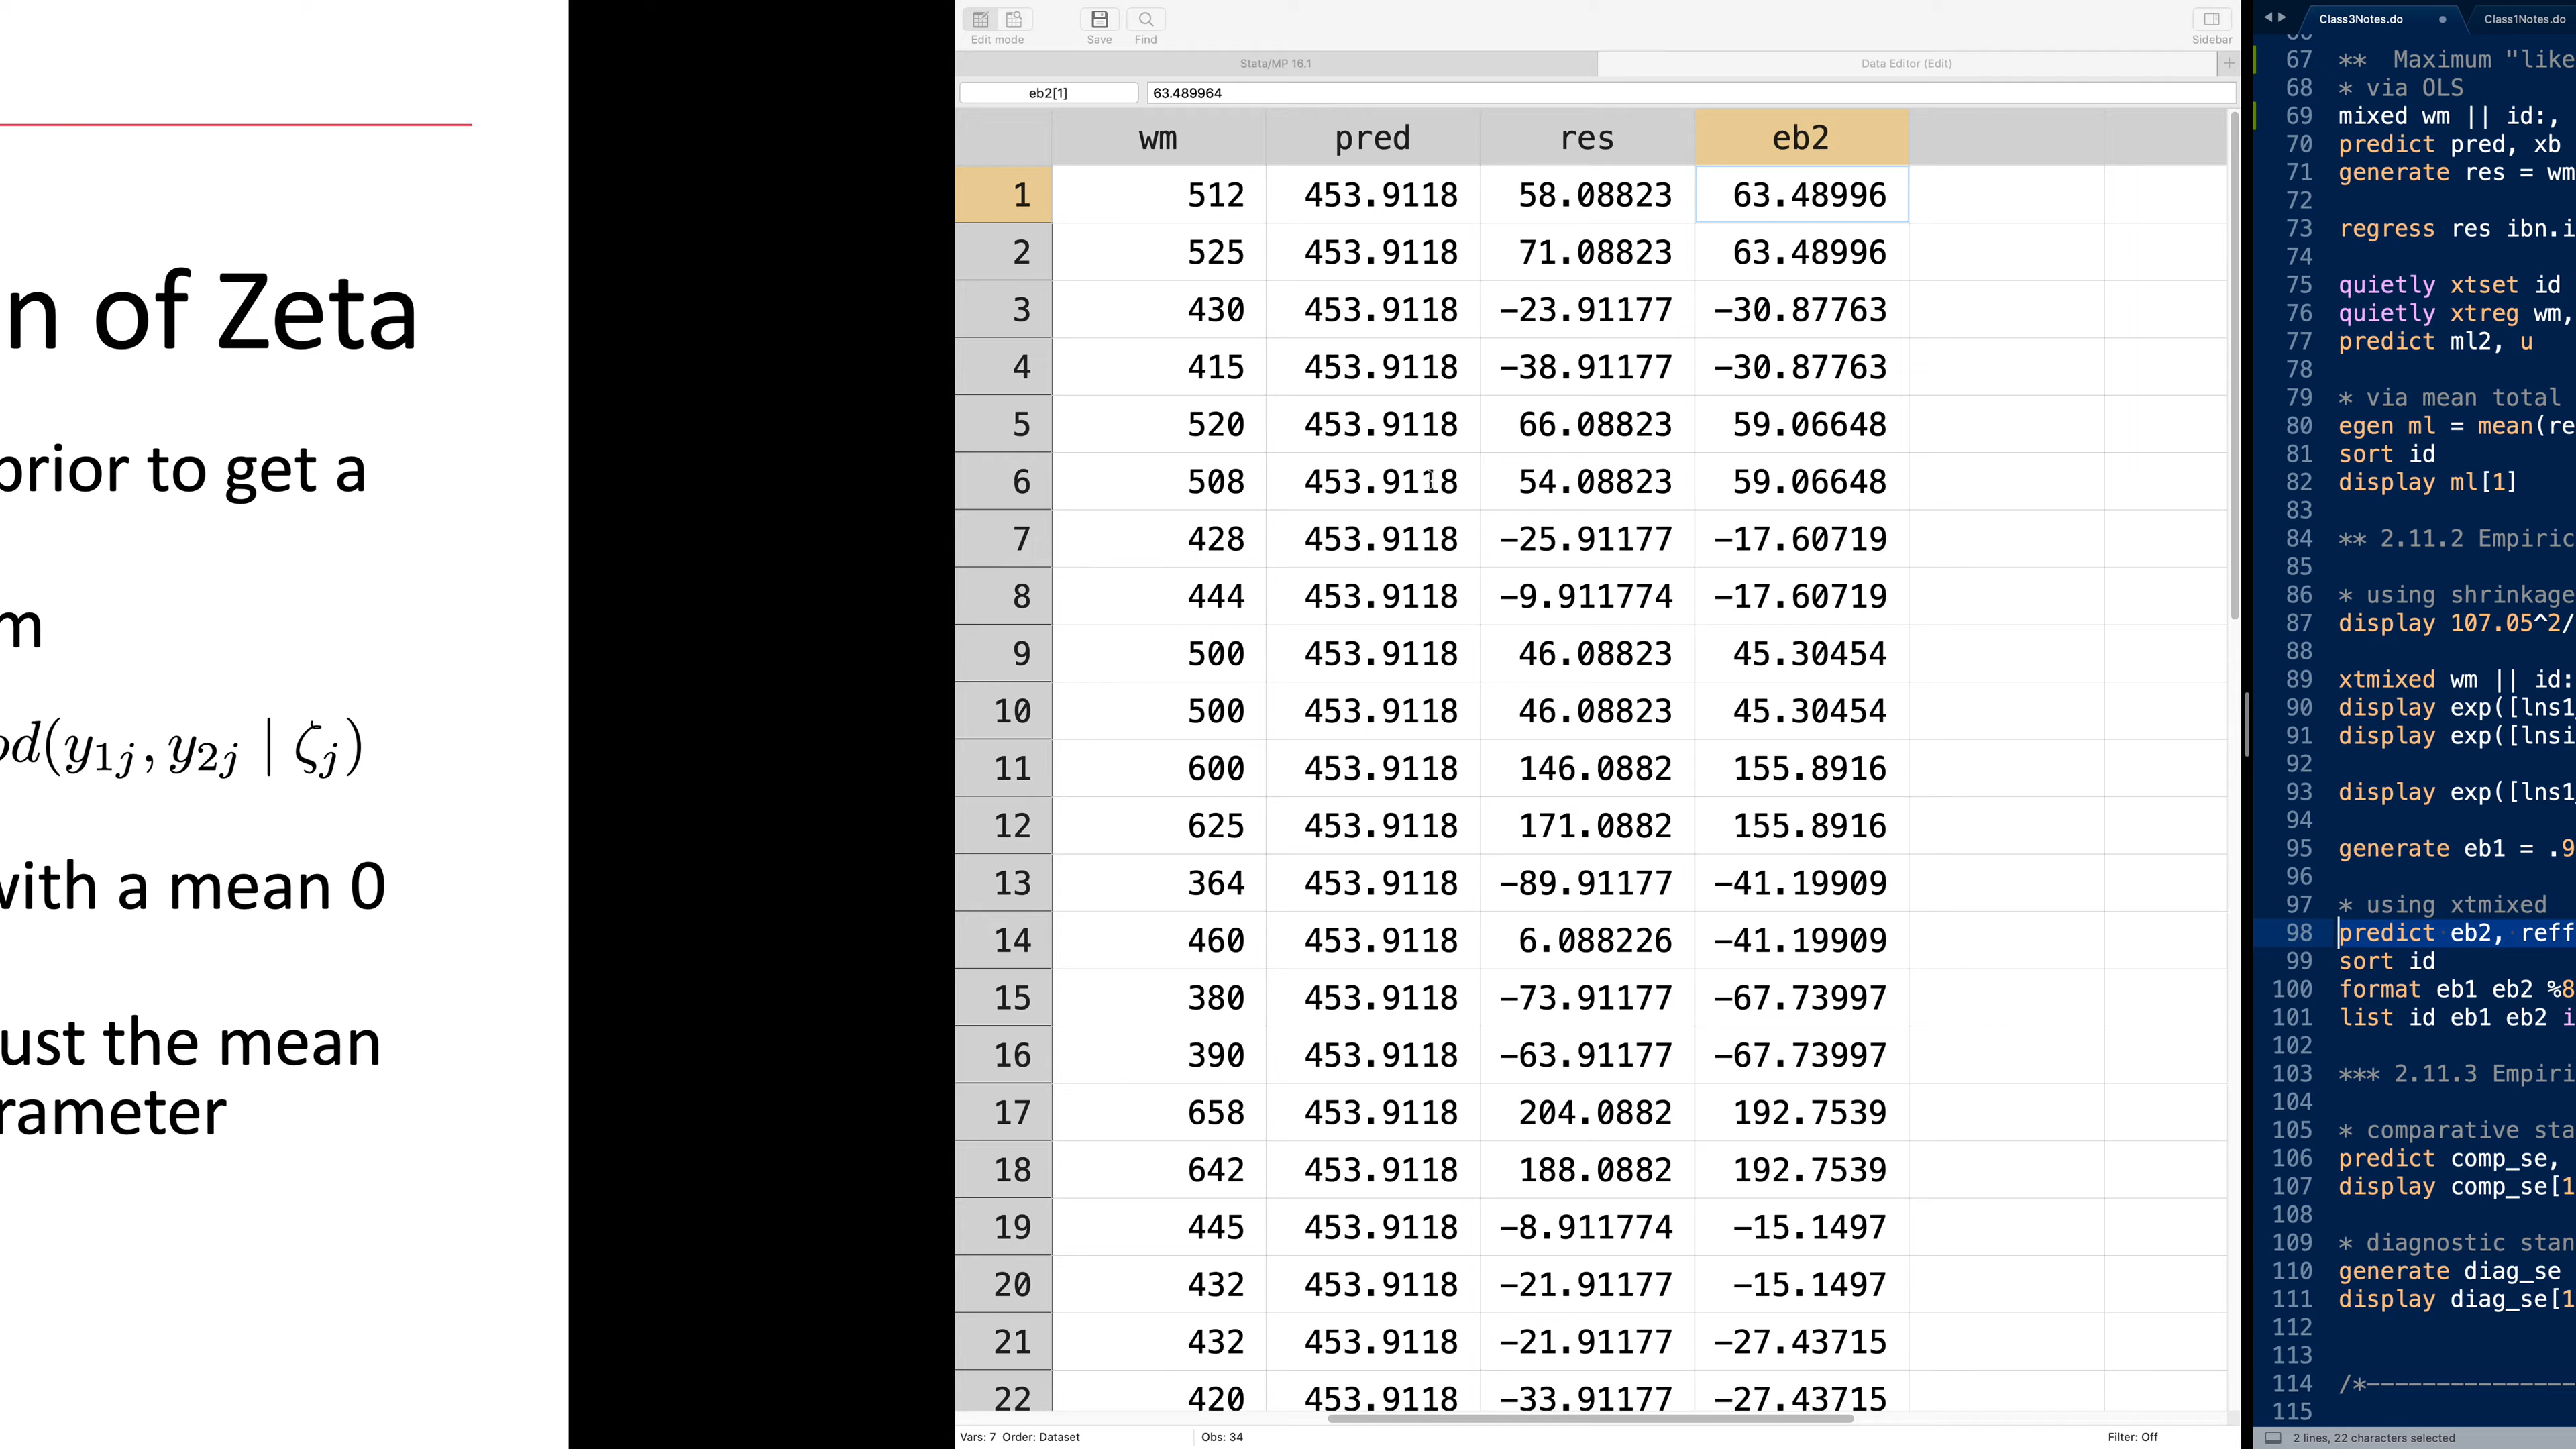 n of Zeta
prior to get a
m
od(y1j, y2j | ζj)
with a mean 0
ust the mean
rameter
Edit mode
Save
Find
Sidebar
Stata/MP 16.1
Data Editor (Edit)
eb2[1]
63.489964
wm pred res eb2
1 512 453.9118 58.08823 63.48996
2 525 453.9118 71.08823 63.48996
3 430 453.9118 -23.91177 -30.87763
4 415 453.9118 -38.91177 -30.87763
5 520 453.9118 66.08823 59.06648
6 508 453.9118 54.08823 59.06648
7 428 453.9118 -25.91177 -17.60719
8 444 453.9118 -9.911774 -17.60719
9 500 453.9118 46.08823 45.30454
10 500 453.9118 46.08823 45.30454
11 600 453.9118 146.0882 155.8916
12 625 453.9118 171.0882 155.8916
13 364 453.9118 -89.91177 -41.19909
14 460 453.9118 6.088226 -41.19909
15 380 453.9118 -73.91177 -67.73997
16 390 453.9118 -63.91177 -67.73997
17 658 453.9118 204.0882 192.7539
18 642 453.9118 188.0882 192.7539
19 445 453.9118 -8.911774 -15.1497
20 432 453.9118 -21.91177 -15.1497
21 432 453.9118 -21.91177 -27.43715
22 420 453.9118 -33.91177 -27.43715
Vars: 7 Order: Dataset
Obs: 34
Filter: Off
Class3Notes.do
Class1Notes.do
67 ** Maximum "like
68 * via OLS
69 mixed wm || id:,
70 predict pred, xb
71 generate res = wm
72
73 regress res ibn.i
74
75 quietly xtset id
76 quietly xtreg wm,
77 predict ml2, u
78
79 * via mean total
80 egen ml = mean(re
81 sort id
82 display ml[1]
83
84 ** 2.11.2 Empiric
85
86 * using shrinkage
87 display 107.05^2/
88
89 xtmixed wm || id:
90 display exp([lns1
91 display exp([lnsi
92
93 display exp([lns1
94
95 generate eb1 = .9
96
97 * using xtmixed
98 predict eb2, reff
99 sort id
100 format eb1 eb2 %8
101 list id eb1 eb2 i
102
103 *** 2.11.3 Empiri
104
105 * comparative sta
106 predict comp_se,
107 display comp_se[1
108
109 * diagnostic stan
110 generate diag_se
111 display diag_se[1
112
113
114 /*---------------
115
2 lines, 22 characters selected